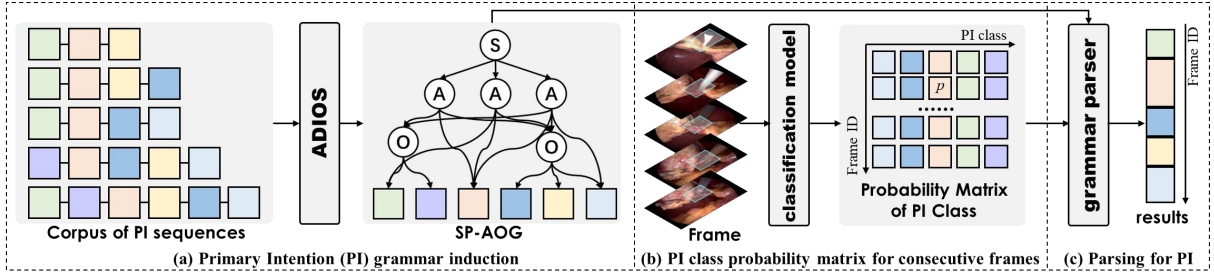 ADIOS
S
A A A
O O
Corpus of PI sequences
SP-AOG
(a) Primary Intention (PI) grammar induction
Frame
classification model
PI class
Frame ID
p
......
Probability Matrix
of PI Class
(b) PI class probability matrix for consecutive frames
grammar parser
Frame ID
results
(c) Parsing for PI